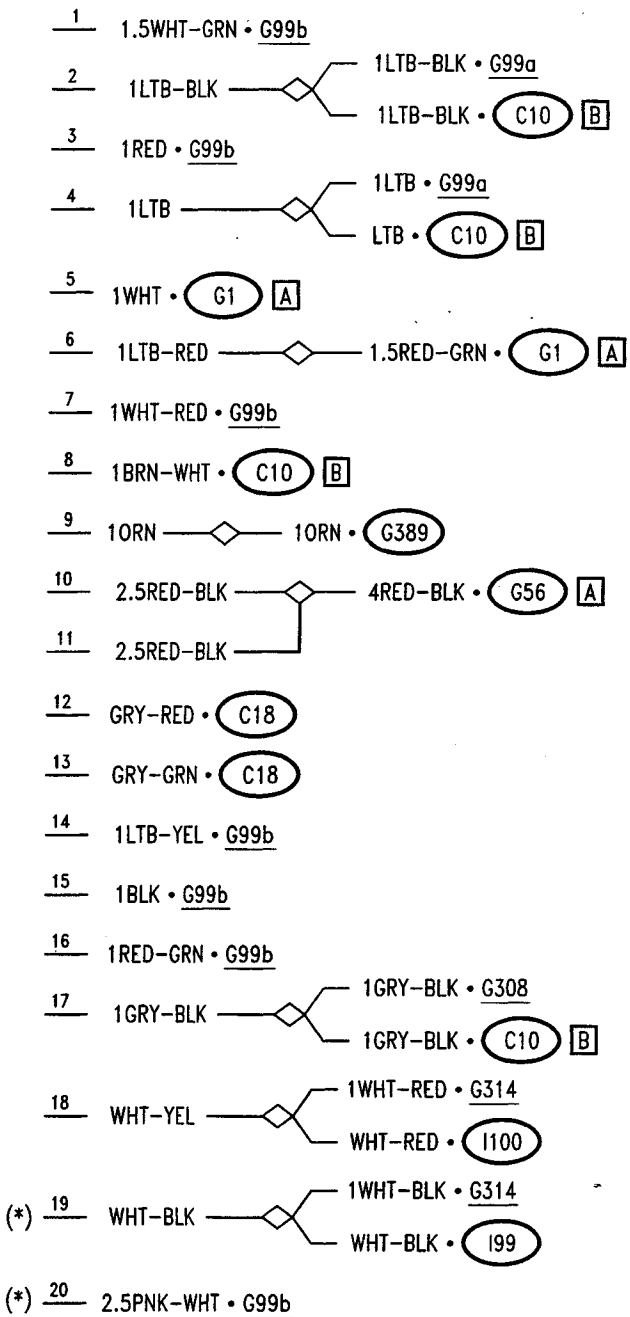 1 1.5WHT-GRN • G99b
1LTB-BLK • G99a
2 1LTB-BLK
1LTB-BLK • C10 B
3 1RED • G99b
1LTB • G99a
4 1LTB
LTB • C10 B
5 1WHT • G1 A
6 1LTB-RED 1.5RED-GRN • G1 A
7 1WHT-RED • G99b
8 1BRN-WHT • C10 B
9 1ORN 1ORN • G389
10 2.5RED-BLK 4RED-BLK • G56 A
11 2.5RED-BLK
12 GRY-RED • C18
13 GRY-GRN • C18
14 1LTB-YEL • G99b
15 1BLK • G99b
16 1RED-GRN • G99b
1GRY-BLK • G308
17 1GRY-BLK
1GRY-BLK • C10 B
1WHT-RED • G314
18 WHT-YEL
WHT-RED • I100
1WHT-BLK • G314
(*) 19 WHT-BLK
WHT-BLK • I99
(*) 20 2.5PNK-WHT • G99b